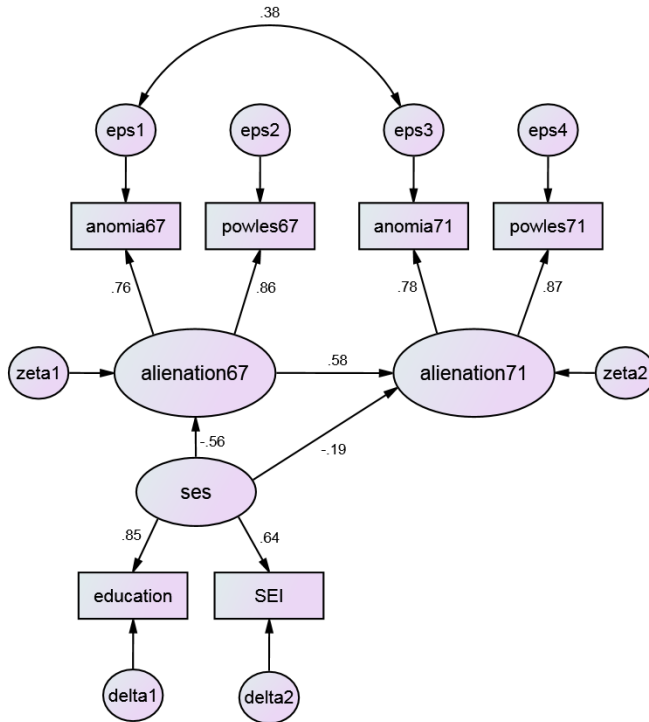 .38
eps1 eps2 eps3 eps4
anomia67 powles67 anomia71 powles71
.76 .86 .78 .87
zeta1 alienation67 .58 alienation71 zeta2
-.56 -.19
ses
.85 .64
education SEI
delta1 delta2